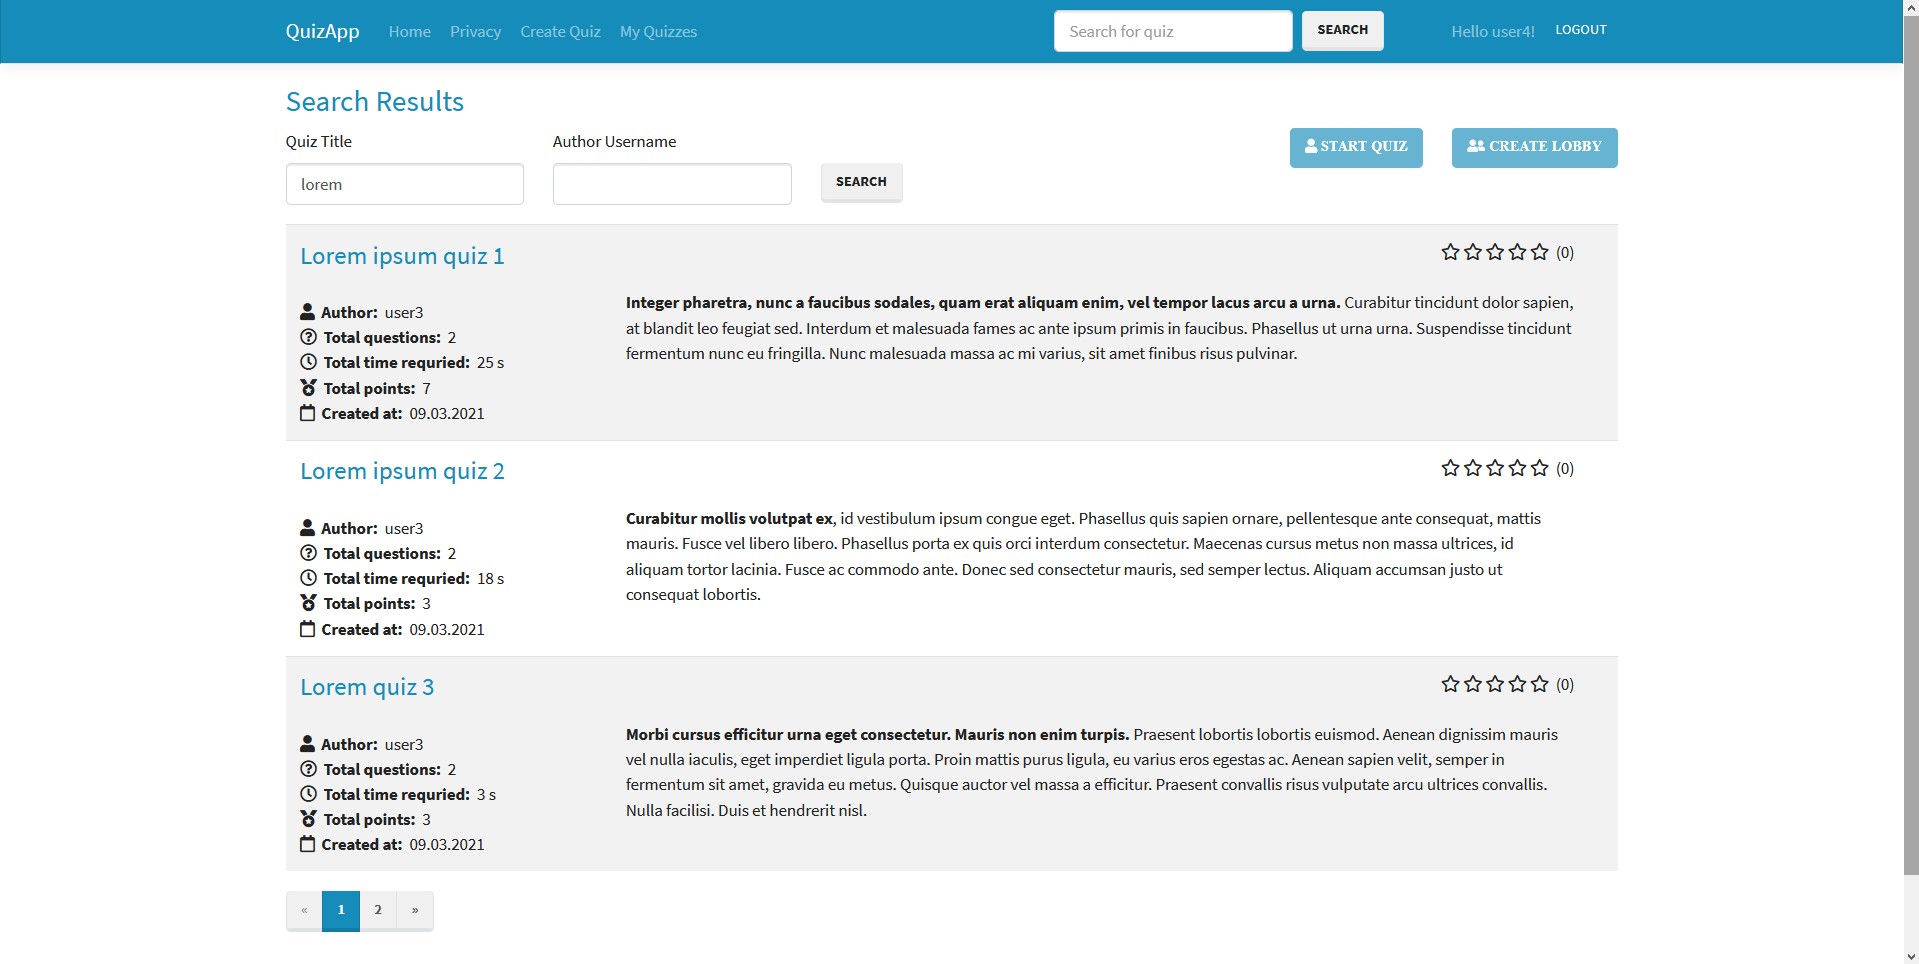 QuizApp Home Privacy Create Quiz My Quizzes Search for quiz SEARCH Hello user4! LOGOUT
Search Results
Quiz Title Author Username
START QUIZ CREATE LOBBY
lorem SEARCH
Lorem ipsum quiz 1 (0)
Author: user3
Total questions: 2
Total time requried: 25 s
Total points: 7
Created at: 09.03.2021
Integer pharetra, nunc a faucibus sodales, quam erat aliquam enim, vel tempor lacus arcu a urna. Curabitur tincidunt dolor sapien,
at blandit leo feugiat sed. Interdum et malesuada fames ac ante ipsum primis in faucibus. Phasellus ut urna urna. Suspendisse tincidunt
fermentum nunc eu fringilla. Nunc malesuada massa ac mi varius, sit amet finibus risus pulvinar.
Lorem ipsum quiz 2 (0)
Author: user3
Total questions: 2
Total time requried: 18 s
Total points: 3
Created at: 09.03.2021
Curabitur mollis volutpat ex, id vestibulum ipsum congue eget. Phasellus quis sapien ornare, pellentesque ante consequat, mattis
mauris. Fusce vel libero libero. Phasellus porta ex quis orci interdum consectetur. Maecenas cursus metus non massa ultrices, id
aliquam tortor lacinia. Fusce ac commodo ante. Donec sed consectetur mauris, sed semper lectus. Aliquam accumsan justo ut
consequat lobortis.
Lorem quiz 3 (0)
Author: user3
Total questions: 2
Total time requried: 3 s
Total points: 3
Created at: 09.03.2021
Morbi cursus efficitur urna eget consectetur. Mauris non enim turpis. Praesent lobortis lobortis euismod. Aenean dignissim mauris
vel nulla iaculis, eget imperdiet ligula porta. Proin mattis purus ligula, eu varius eros egestas ac. Aenean sapien velit, semper in
fermentum sit amet, gravida eu metus. Quisque auctor vel massa a efficitur. Praesent convallis risus vulputate arcu ultrices convallis.
Nulla facilisi. Duis et hendrerit nisl.
« 1 2 »